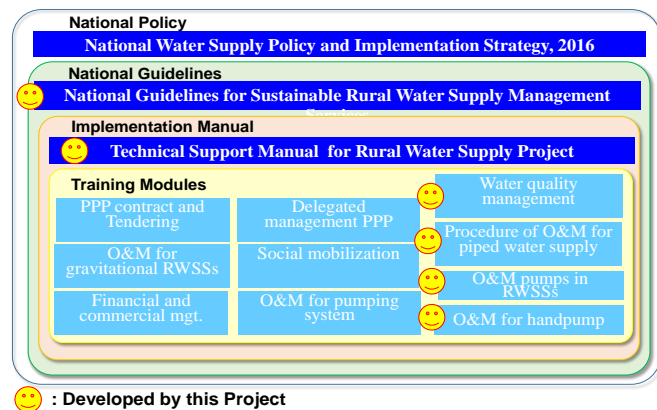 National Policy
National Water Supply Policy and Implementation Strategy, 2016
National Guidelines
National Guidelines for Sustainable Rural Water Supply Management
Services
Implementation Manual
Technical Support Manual for Rural Water Supply Project
Training Modules
PPP contract and
Tendering
Delegated
management PPP
Water quality
management
O&M for
gravitational RWSSs
Social mobilization
Procedure of O&M for
piped water supply
Financial and
commercial mgt.
O&M for pumping
system
O&M pumps in
RWSSs
O&M for handpump
: Developed by this Project